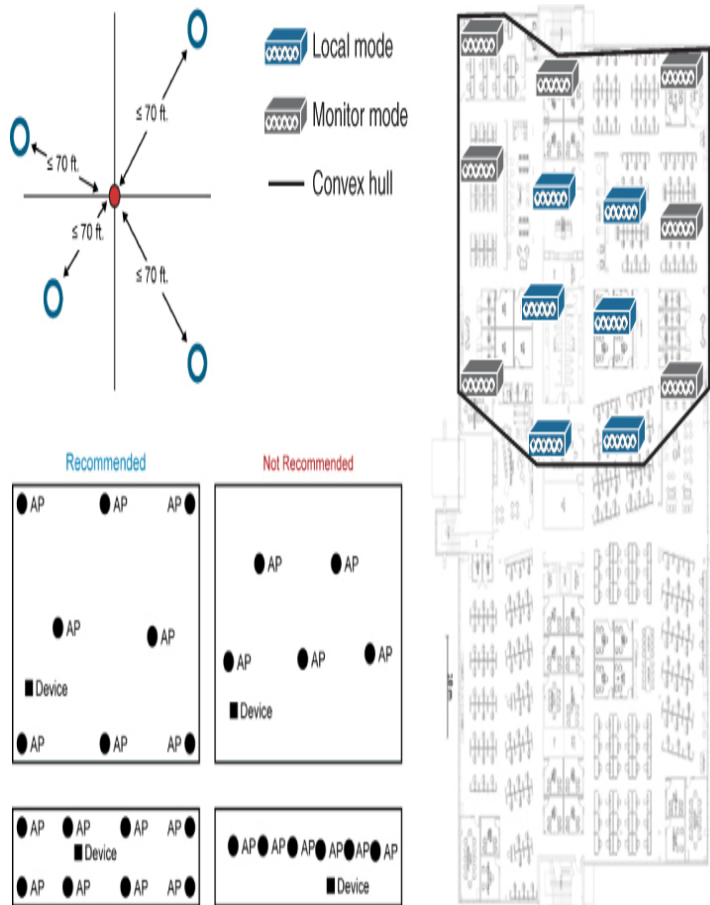 ≤ 70 ft.
≤ 70 ft.
≤ 70 ft.
≤ 70 ft.
Local mode
Monitor mode
Convex hull
Recommended
AP AP AP
AP AP
Device
AP AP AP
Not Recommended
AP AP
AP AP AP
Device
AP AP AP AP
Device
AP AP AP AP
AP AP AP AP AP AP
Device